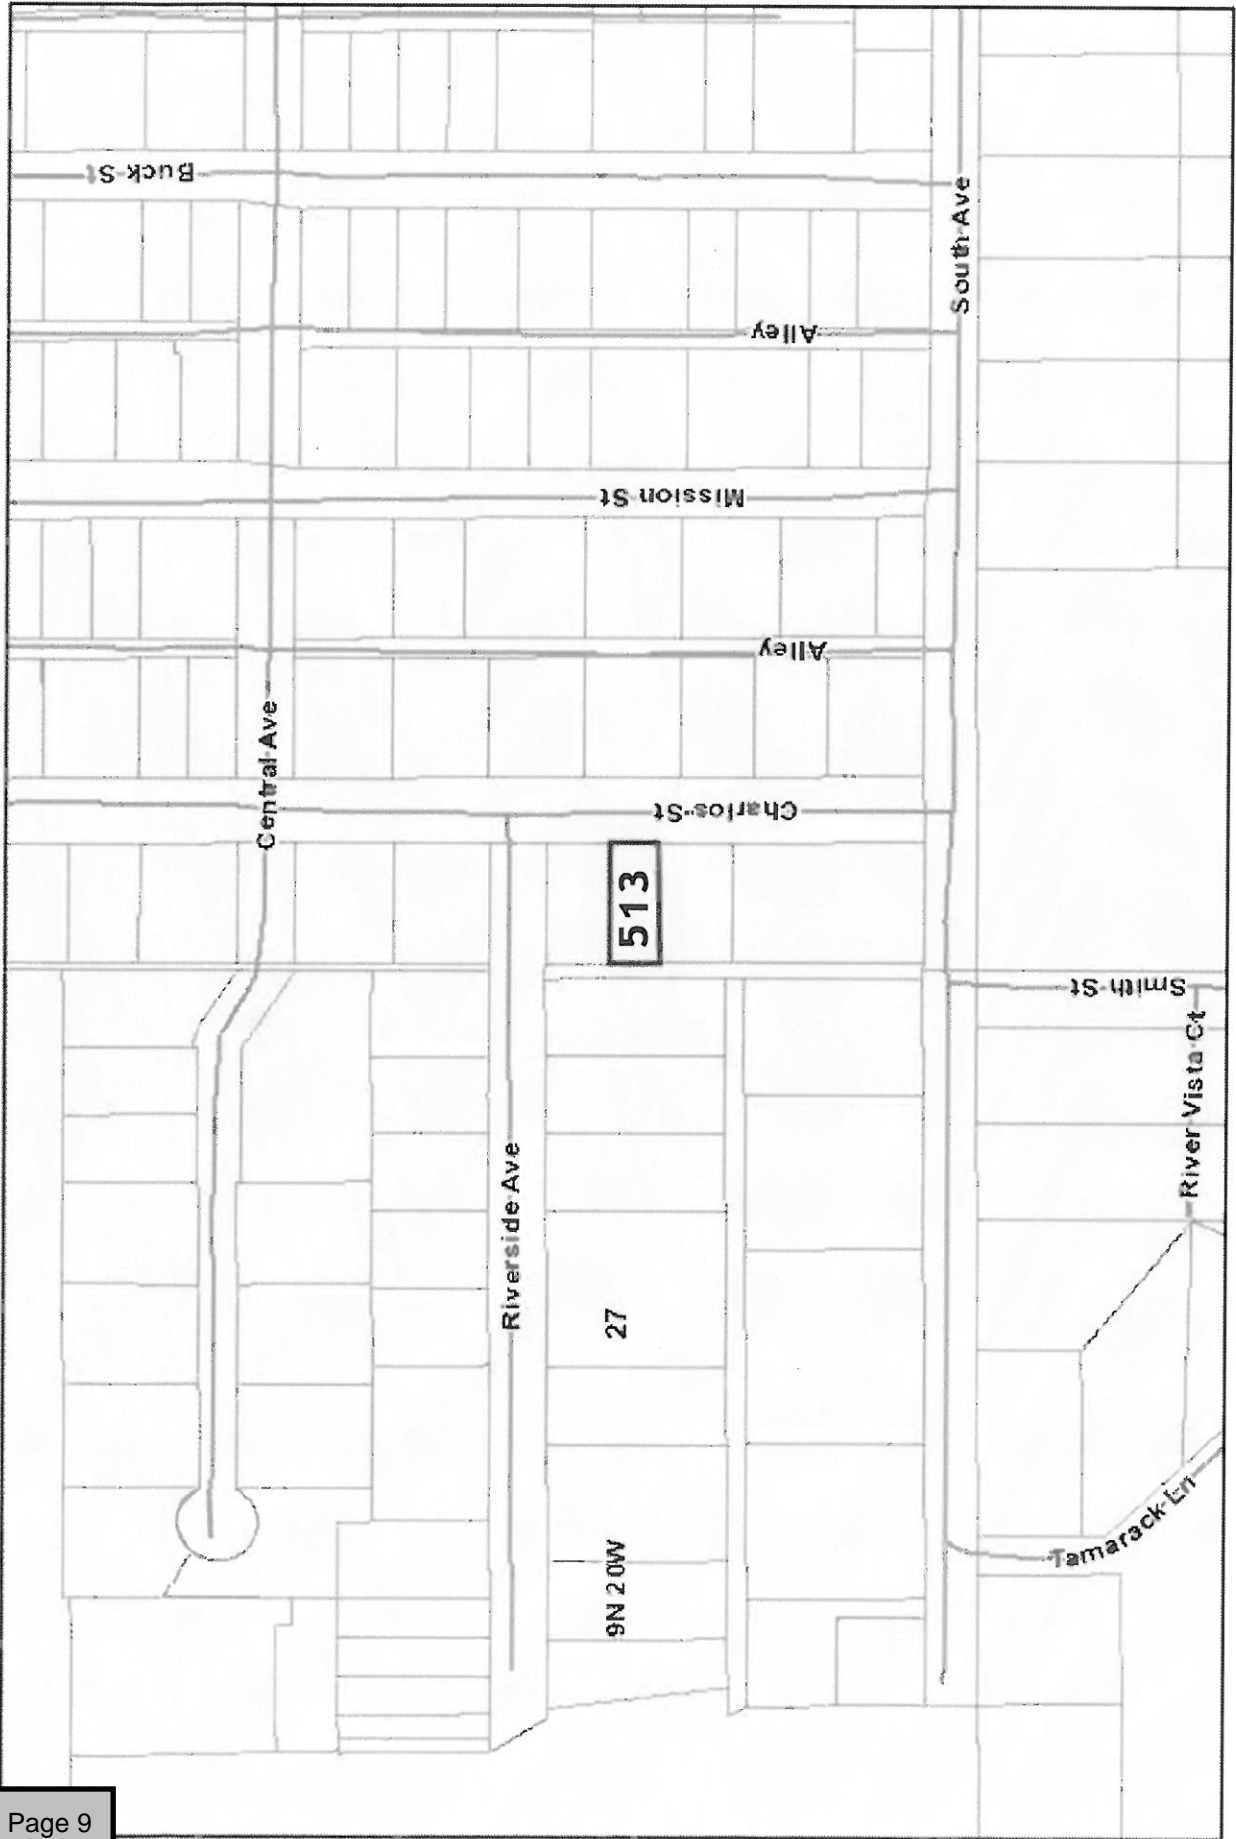 Buck St
South Ave
Alley
Mission St
Alley
Central Ave
Charlos St
513
Smith St
River Vista Ct
Riverside Ave
27
9N 20W
Tamarack Ln
Page 9